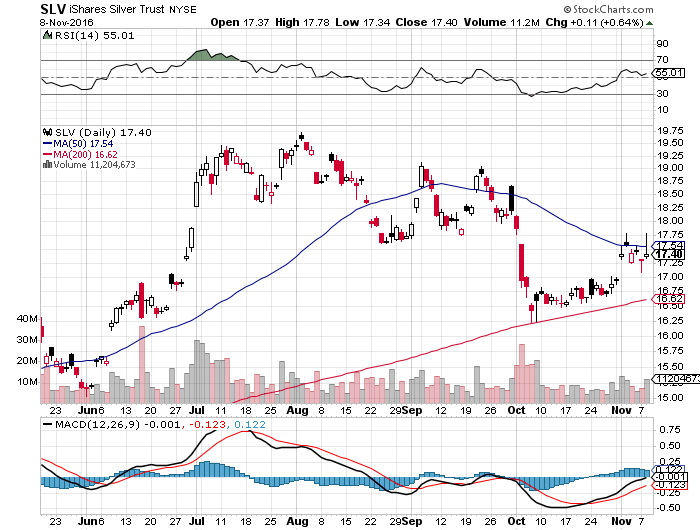 SLV iShares Silver Trust NYSE © StockCharts.com
8-Nov-2016 Open 17.37 High 17.78 Low 17.34 Close 17.40 Volume 11.2M Chg +0.11 (+0.64%)
RSI(14) 55.01
90
70
55.01
50
30
10
SLV (Daily) 17.40
MA(50) 17.54
MA(200) 16.62
Volume 11,204,673
19.75
19.50
19.25
19.00
18.75
18.50
18.25
18.00
17.75
17.54
17.40
17.25
17.00
16.75
16.62
16.50
16.25
16.00
15.75
15.50
11204673
15.25
15.00
40M
30M
20M
10M
23 Jun 6 13 20 27 Jul 11 18 25 Aug 8 15 22 29 Sep 12 19 26 Oct 10 17 24 Nov 7
MACD(12,26,9) -0.001, -0.123, 0.122
0.75
0.50
0.25
0.122
-0.001
-0.123
-0.25
-0.50
23 Jun 6 13 20 27 Jul 11 18 25 Aug 8 15 22 29 Sep 12 19 26 Oct 10 17 24 Nov 7